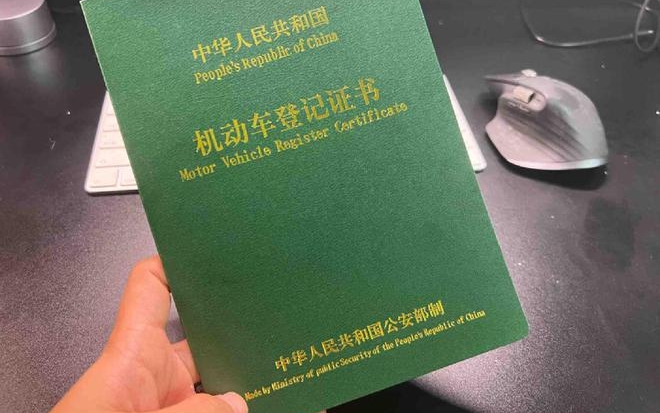 中华人民共和国
People's Republic of China
机动车登记证书
Motor Vehicle Register Certificate
中华人民共和国公安部制
Made by Ministry of public Security of the People's Republic of China